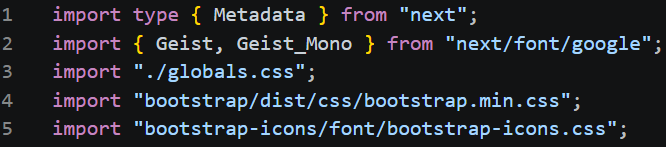 1 import type { Metadata } from "next";
2 import { Geist, Geist_Mono } from "next/font/google";
3 import "./globals.css";
4 import "bootstrap/dist/css/bootstrap.min.css";
5 import "bootstrap-icons/font/bootstrap-icons.css";